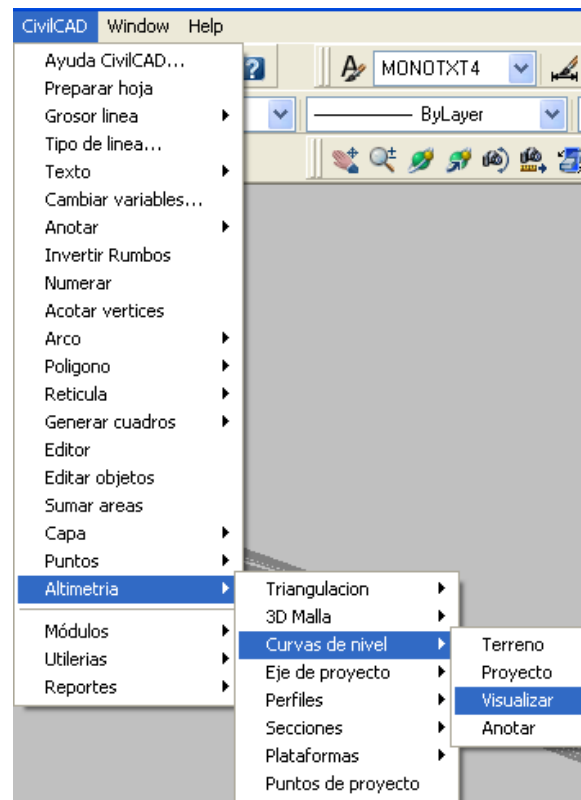 CivilCAD Window Help
MONOTXT4
ByLayer
Ayuda CivilCAD...
Preparar hoja
Grosor linea
Tipo de linea...
Texto
Cambiar variables...
Anotar
Invertir Rumbos
Numerar
Acotar vertices
Arco
Poligono
Reticula
Generar cuadros
Editor
Editar objetos
Sumar areas
Capa
Puntos
Altimetria
Módulos
Utilerias
Reportes
Triangulacion
3D Malla
Curvas de nivel
Eje de proyecto
Perfiles
Secciones
Plataformas
Puntos de proyecto
Terreno
Proyecto
Visualizar
Anotar